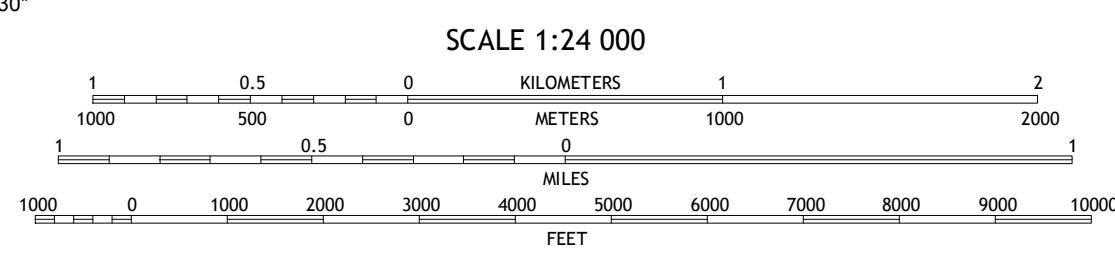 30"
SCALE 1:24 000
1 0.5 0 KILOMETERS 1 2
1000 500 0 METERS 1000 2000
1 0.5 0 1
MILES
1000 0 1000 2000 3000 4000 5000 6000 7000 8000 9000 10000
FEET